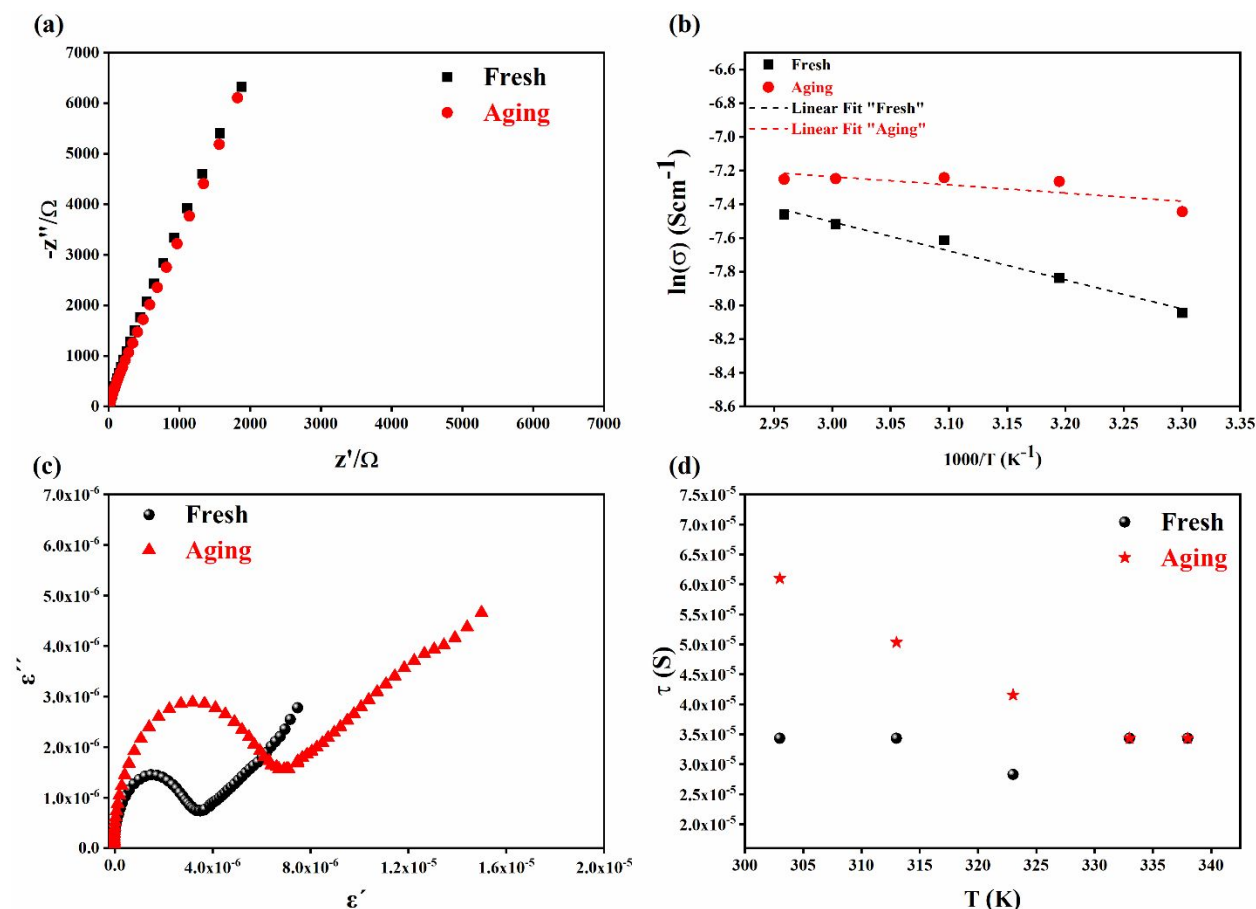 (a)
7000
6000
5000
4000
3000
2000
1000
0
-z''/Ω
Fresh
Aging
0 1000 2000 3000 4000 5000 6000 7000
z'/Ω
(b)
Fresh
Aging
Linear Fit "Fresh"
Linear Fit "Aging"
-6.6
-6.8
-7.0
-7.2
-7.4
-7.6
-7.8
-8.0
-8.2
-8.4
-8.6
ln(σ) (Scm⁻¹)
2.95 3.00 3.05 3.10 3.15 3.20 3.25 3.30 3.35
1000/T (K⁻¹)
(c)
7.0x10⁻⁶
6.0x10⁻⁶
5.0x10⁻⁶
4.0x10⁻⁶
3.0x10⁻⁶
2.0x10⁻⁶
1.0x10⁻⁶
0.0
ε´´
Fresh
Aging
0.0 4.0x10⁻⁶ 8.0x10⁻⁶ 1.2x10⁻⁵ 1.6x10⁻⁵ 2.0x10⁻⁵
ε´
(d)
7.5x10⁻⁵
7.0x10⁻⁵
6.5x10⁻⁵
6.0x10⁻⁵
5.5x10⁻⁵
5.0x10⁻⁵
4.5x10⁻⁵
4.0x10⁻⁵
3.5x10⁻⁵
3.0x10⁻⁵
2.5x10⁻⁵
2.0x10⁻⁵
τ (S)
Fresh
Aging
300 310 320 330 340
T (K)